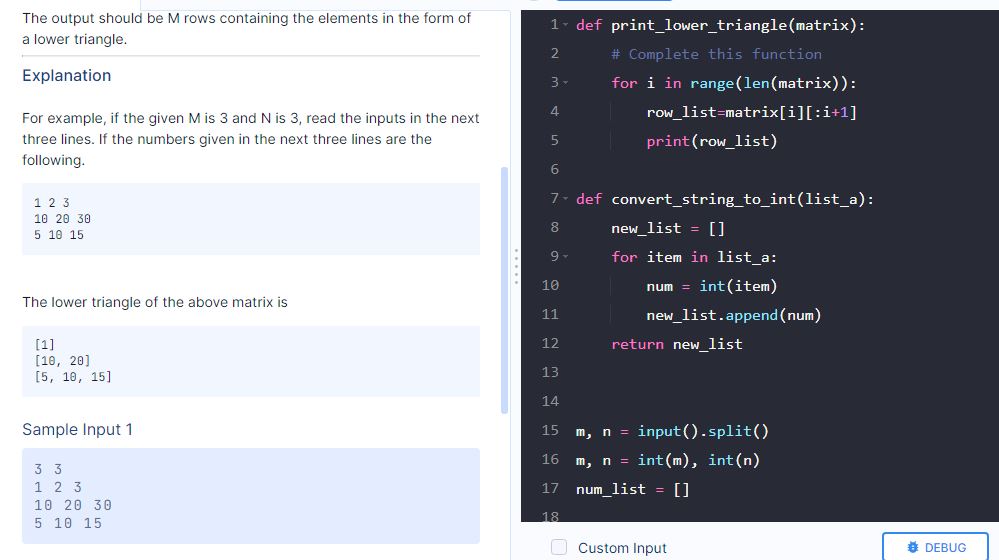 The output should be M rows containing the elements in the form of
a lower triangle.
Explanation
For example, if the given M is 3 and N is 3, read the inputs in the next
three lines. If the numbers given in the next three lines are the
following.
1 2 3
10 20 30
5 10 15
The lower triangle of the above matrix is
[1]
[10, 20]
[5, 10, 15]
Sample Input 1
3 3
1 2 3
10 20 30
5 10 15
1 def print_lower_triangle(matrix):
2     # Complete this function
3     for i in range(len(matrix)):
4         row_list=matrix[i][:i+1]
5         print(row_list)
6
7 def convert_string_to_int(list_a):
8     new_list = []
9     for item in list_a:
10         num = int(item)
11         new_list.append(num)
12     return new_list
13
14
15 m, n = input().split()
16 m, n = int(m), int(n)
17 num_list = []
18
Custom Input
DEBUG